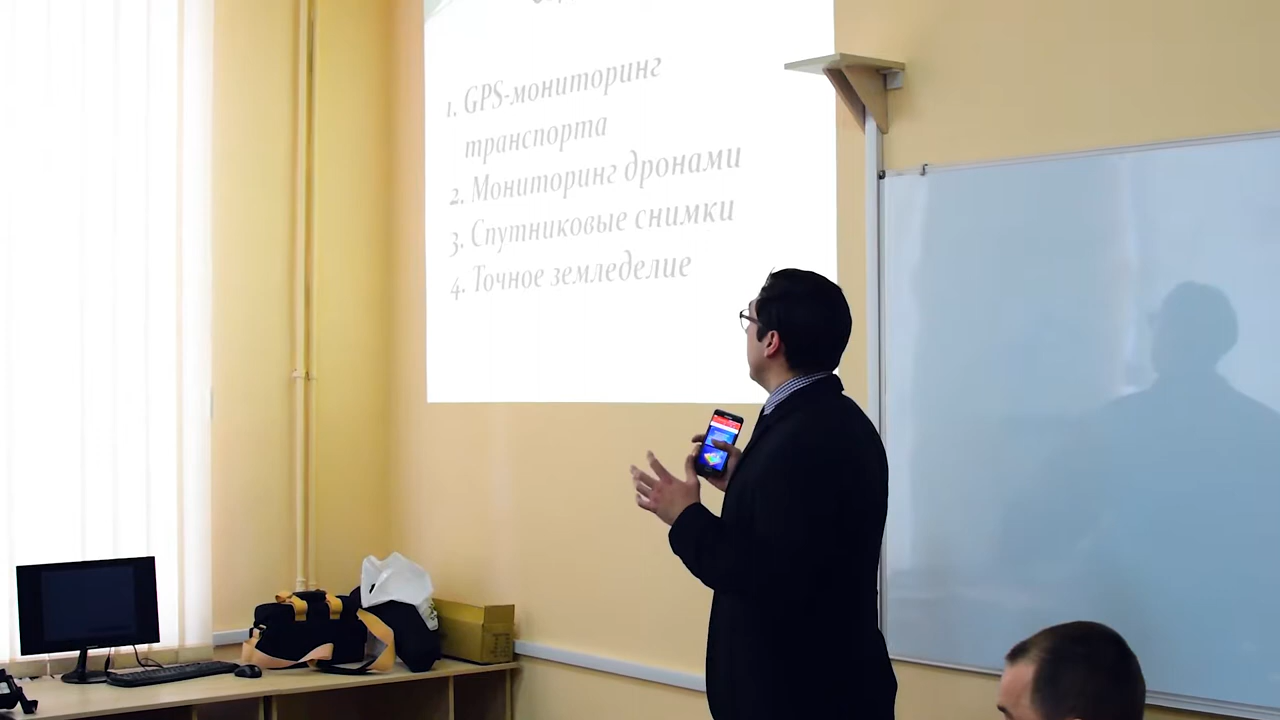 1. GPS-мониторинг
транспорта
2. Мониторинг дронами
3. Спутниковые снимки
4. Точное земледелие